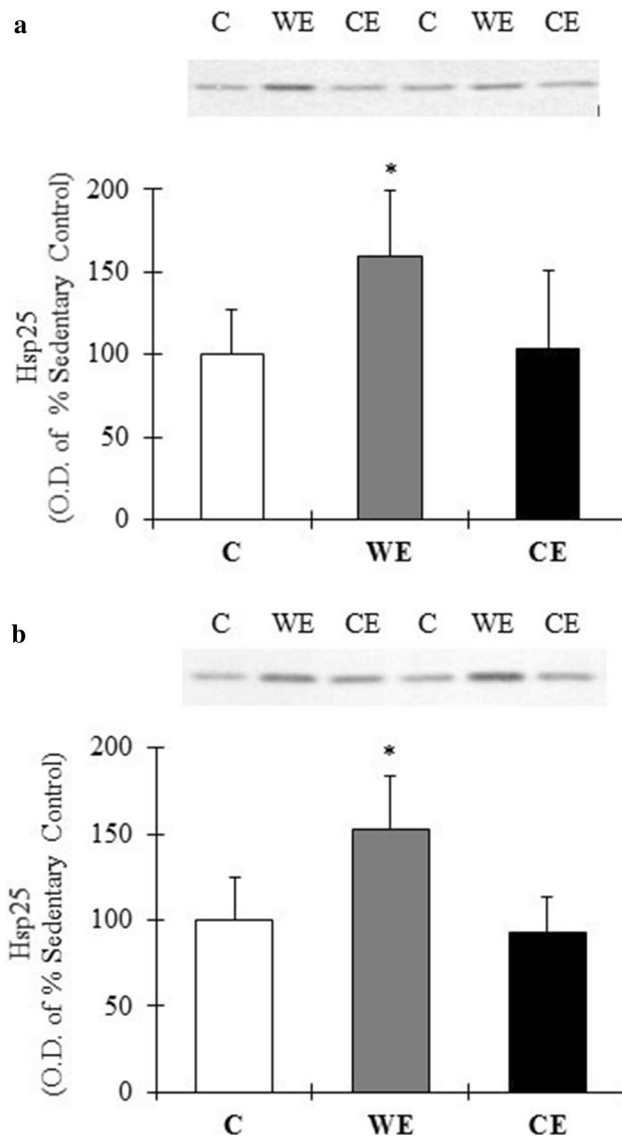 a
C WE CE C WE CE
200
*
150
100
50
0
Hsp25
(O.D. of % Sedentary Control)
C WE CE
b
C WE CE C WE CE
200
*
150
100
50
0
Hsp25
(O.D. of % Sedentary Control)
C WE CE